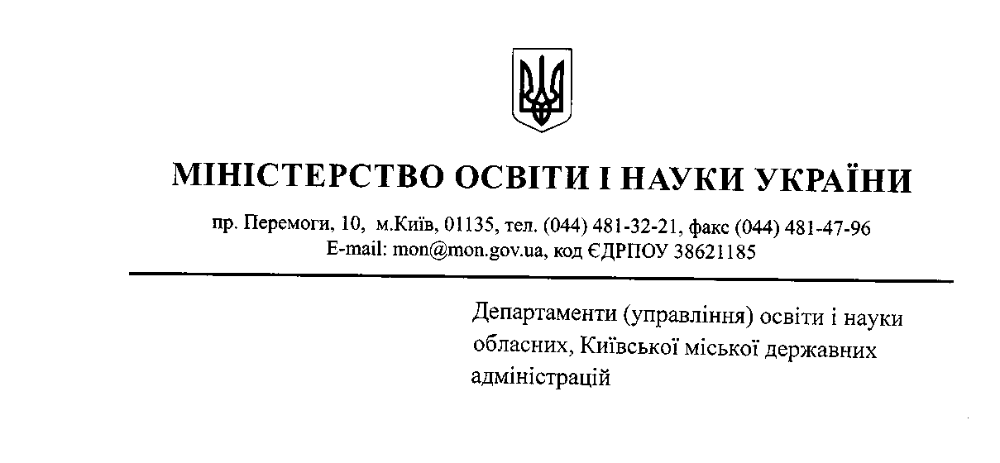 МІНІСТЕРСТВО ОСВІТИ І НАУКИ УКРАЇНИ
пр. Перемоги, 10, м.Київ, 01135, тел. (044) 481-32-21, факс (044) 481-47-96
E-mail: mon@mon.gov.ua, код ЄДРПОУ 38621185
Департаменти (управління) освіти і науки
обласних, Київської міської державних
адміністрацій